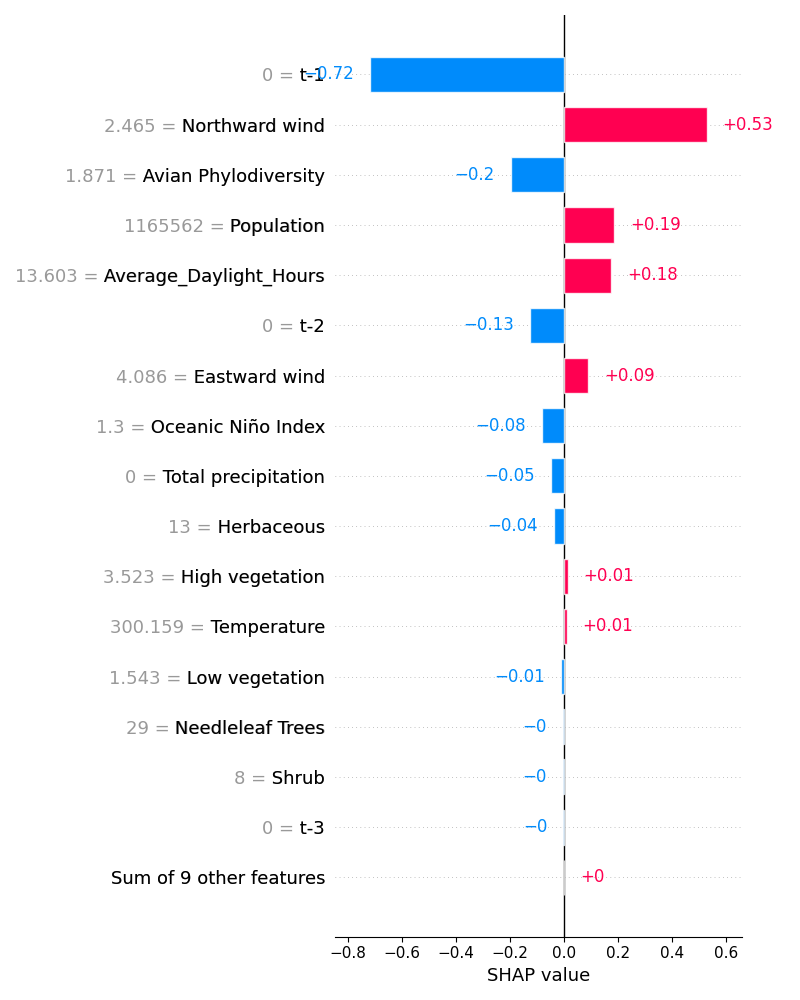 0 = t-1 −0.72
2.465 = Northward wind +0.53
1.871 = Avian Phylodiversity −0.2
1165562 = Population +0.19
13.603 = Average_Daylight_Hours +0.18
0 = t-2 −0.13
4.086 = Eastward wind +0.09
1.3 = Oceanic Niño Index −0.08
0 = Total precipitation −0.05
13 = Herbaceous −0.04
3.523 = High vegetation +0.01
300.159 = Temperature +0.01
1.543 = Low vegetation −0.01
29 = Needleleaf Trees −0
8 = Shrub −0
0 = t-3 −0
Sum of 9 other features +0
−0.8 −0.6 −0.4 −0.2 0.0 0.2 0.4 0.6
SHAP value